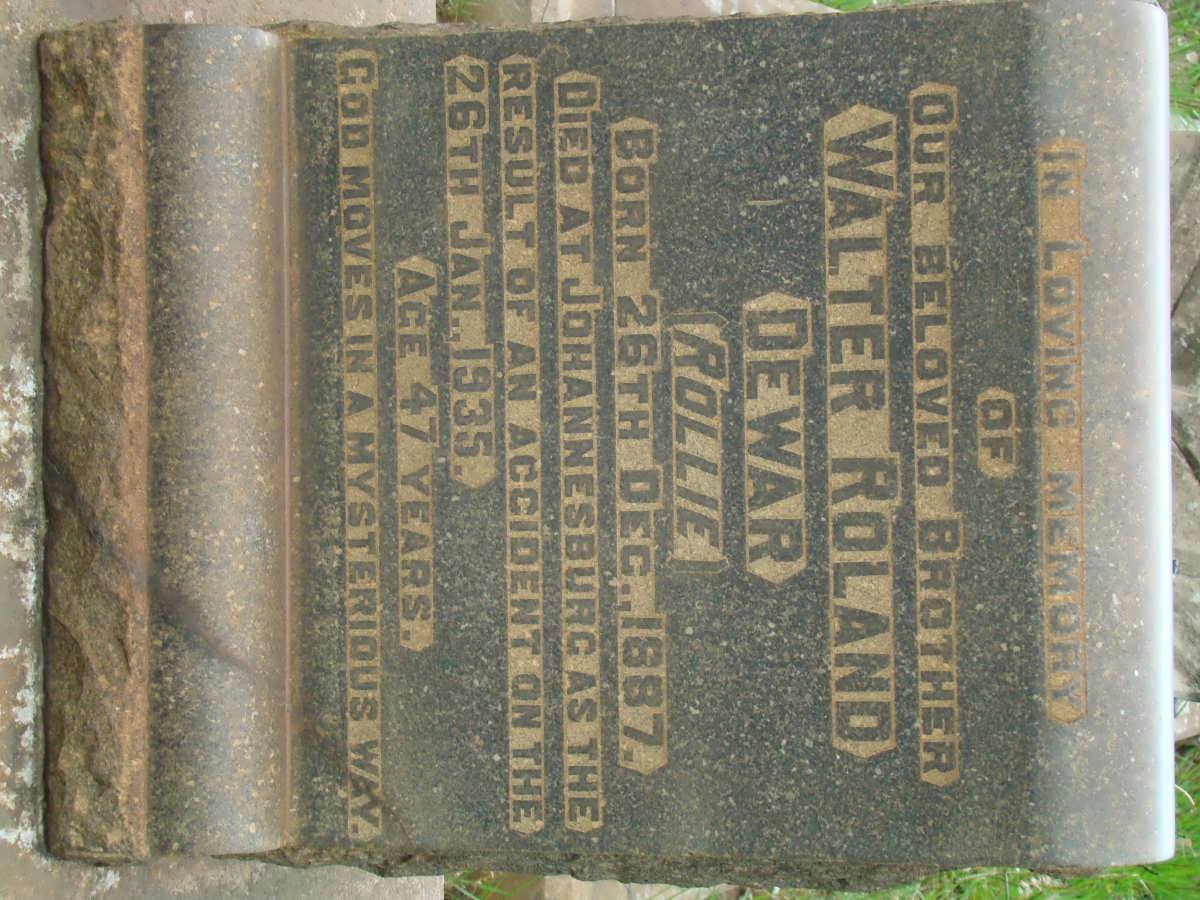 IN LOVING MEMORY
OF
OUR BELOVED BROTHER
WALTER ROLAND
DEWAR
ROLLIE
BORN 26TH DEC., 1887.
DIED AT JOHANNESBURG AS THE
RESULT OF AN ACCIDENT ON THE
26TH JAN., 1935.
AGE 47 YEARS.
GOD MOVES IN A MYSTERIOUS WAY.